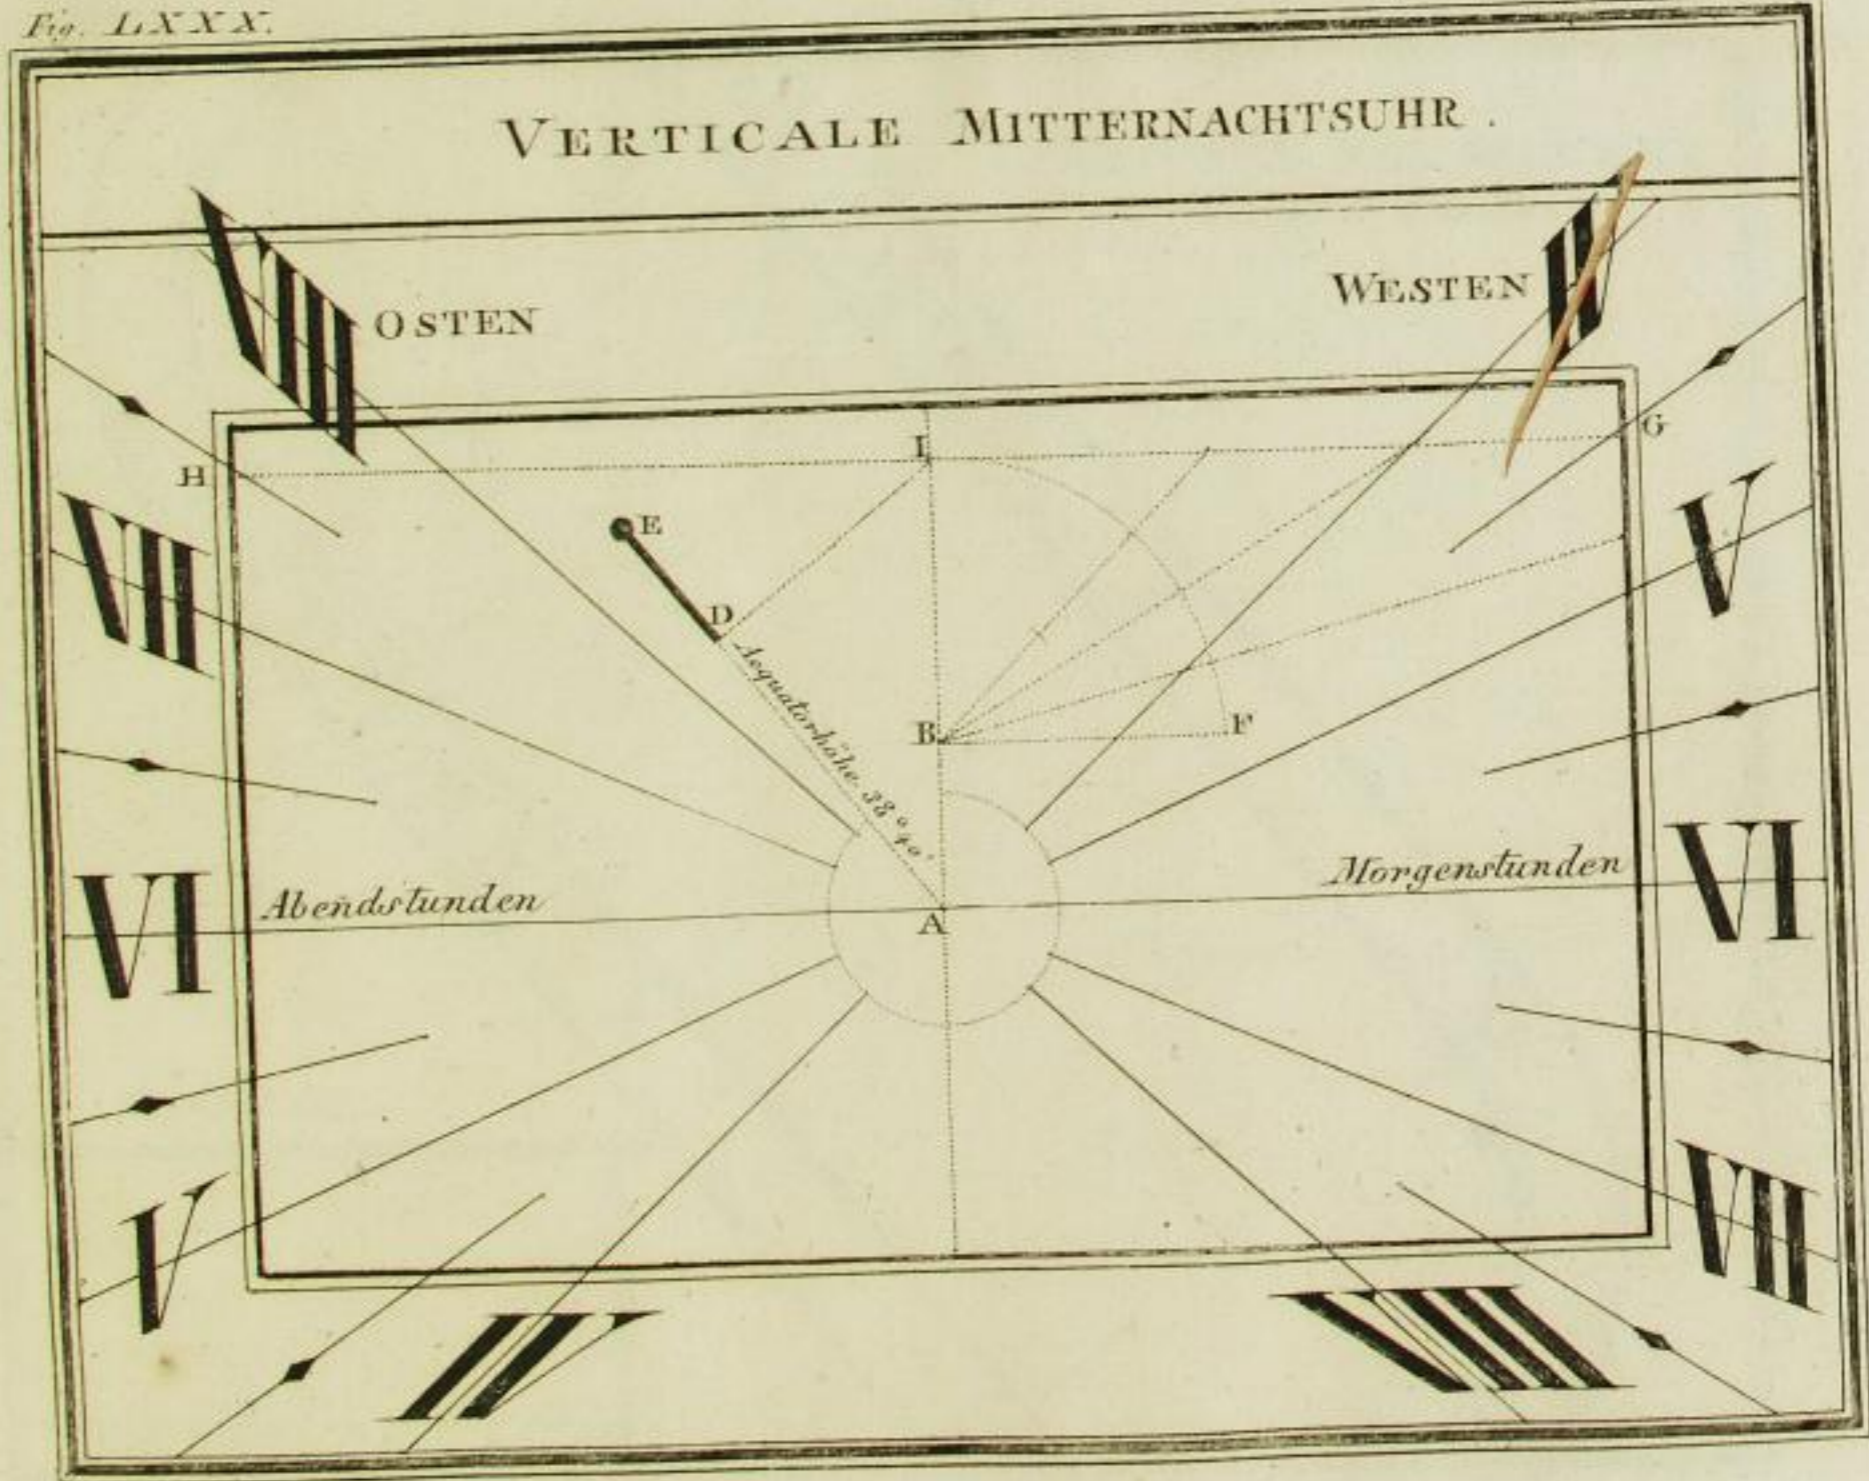 Fig. LXXX.
VERTICALE MITTERNACHTSUHR.
VIII
OSTEN
WESTEN
IV
H
I
G
E
D
VII
V
Aequatorhöhe 38° 40'
B
F
VI
Abendstunden
A
Morgenstunden
VI
V
VII
IV
VIII